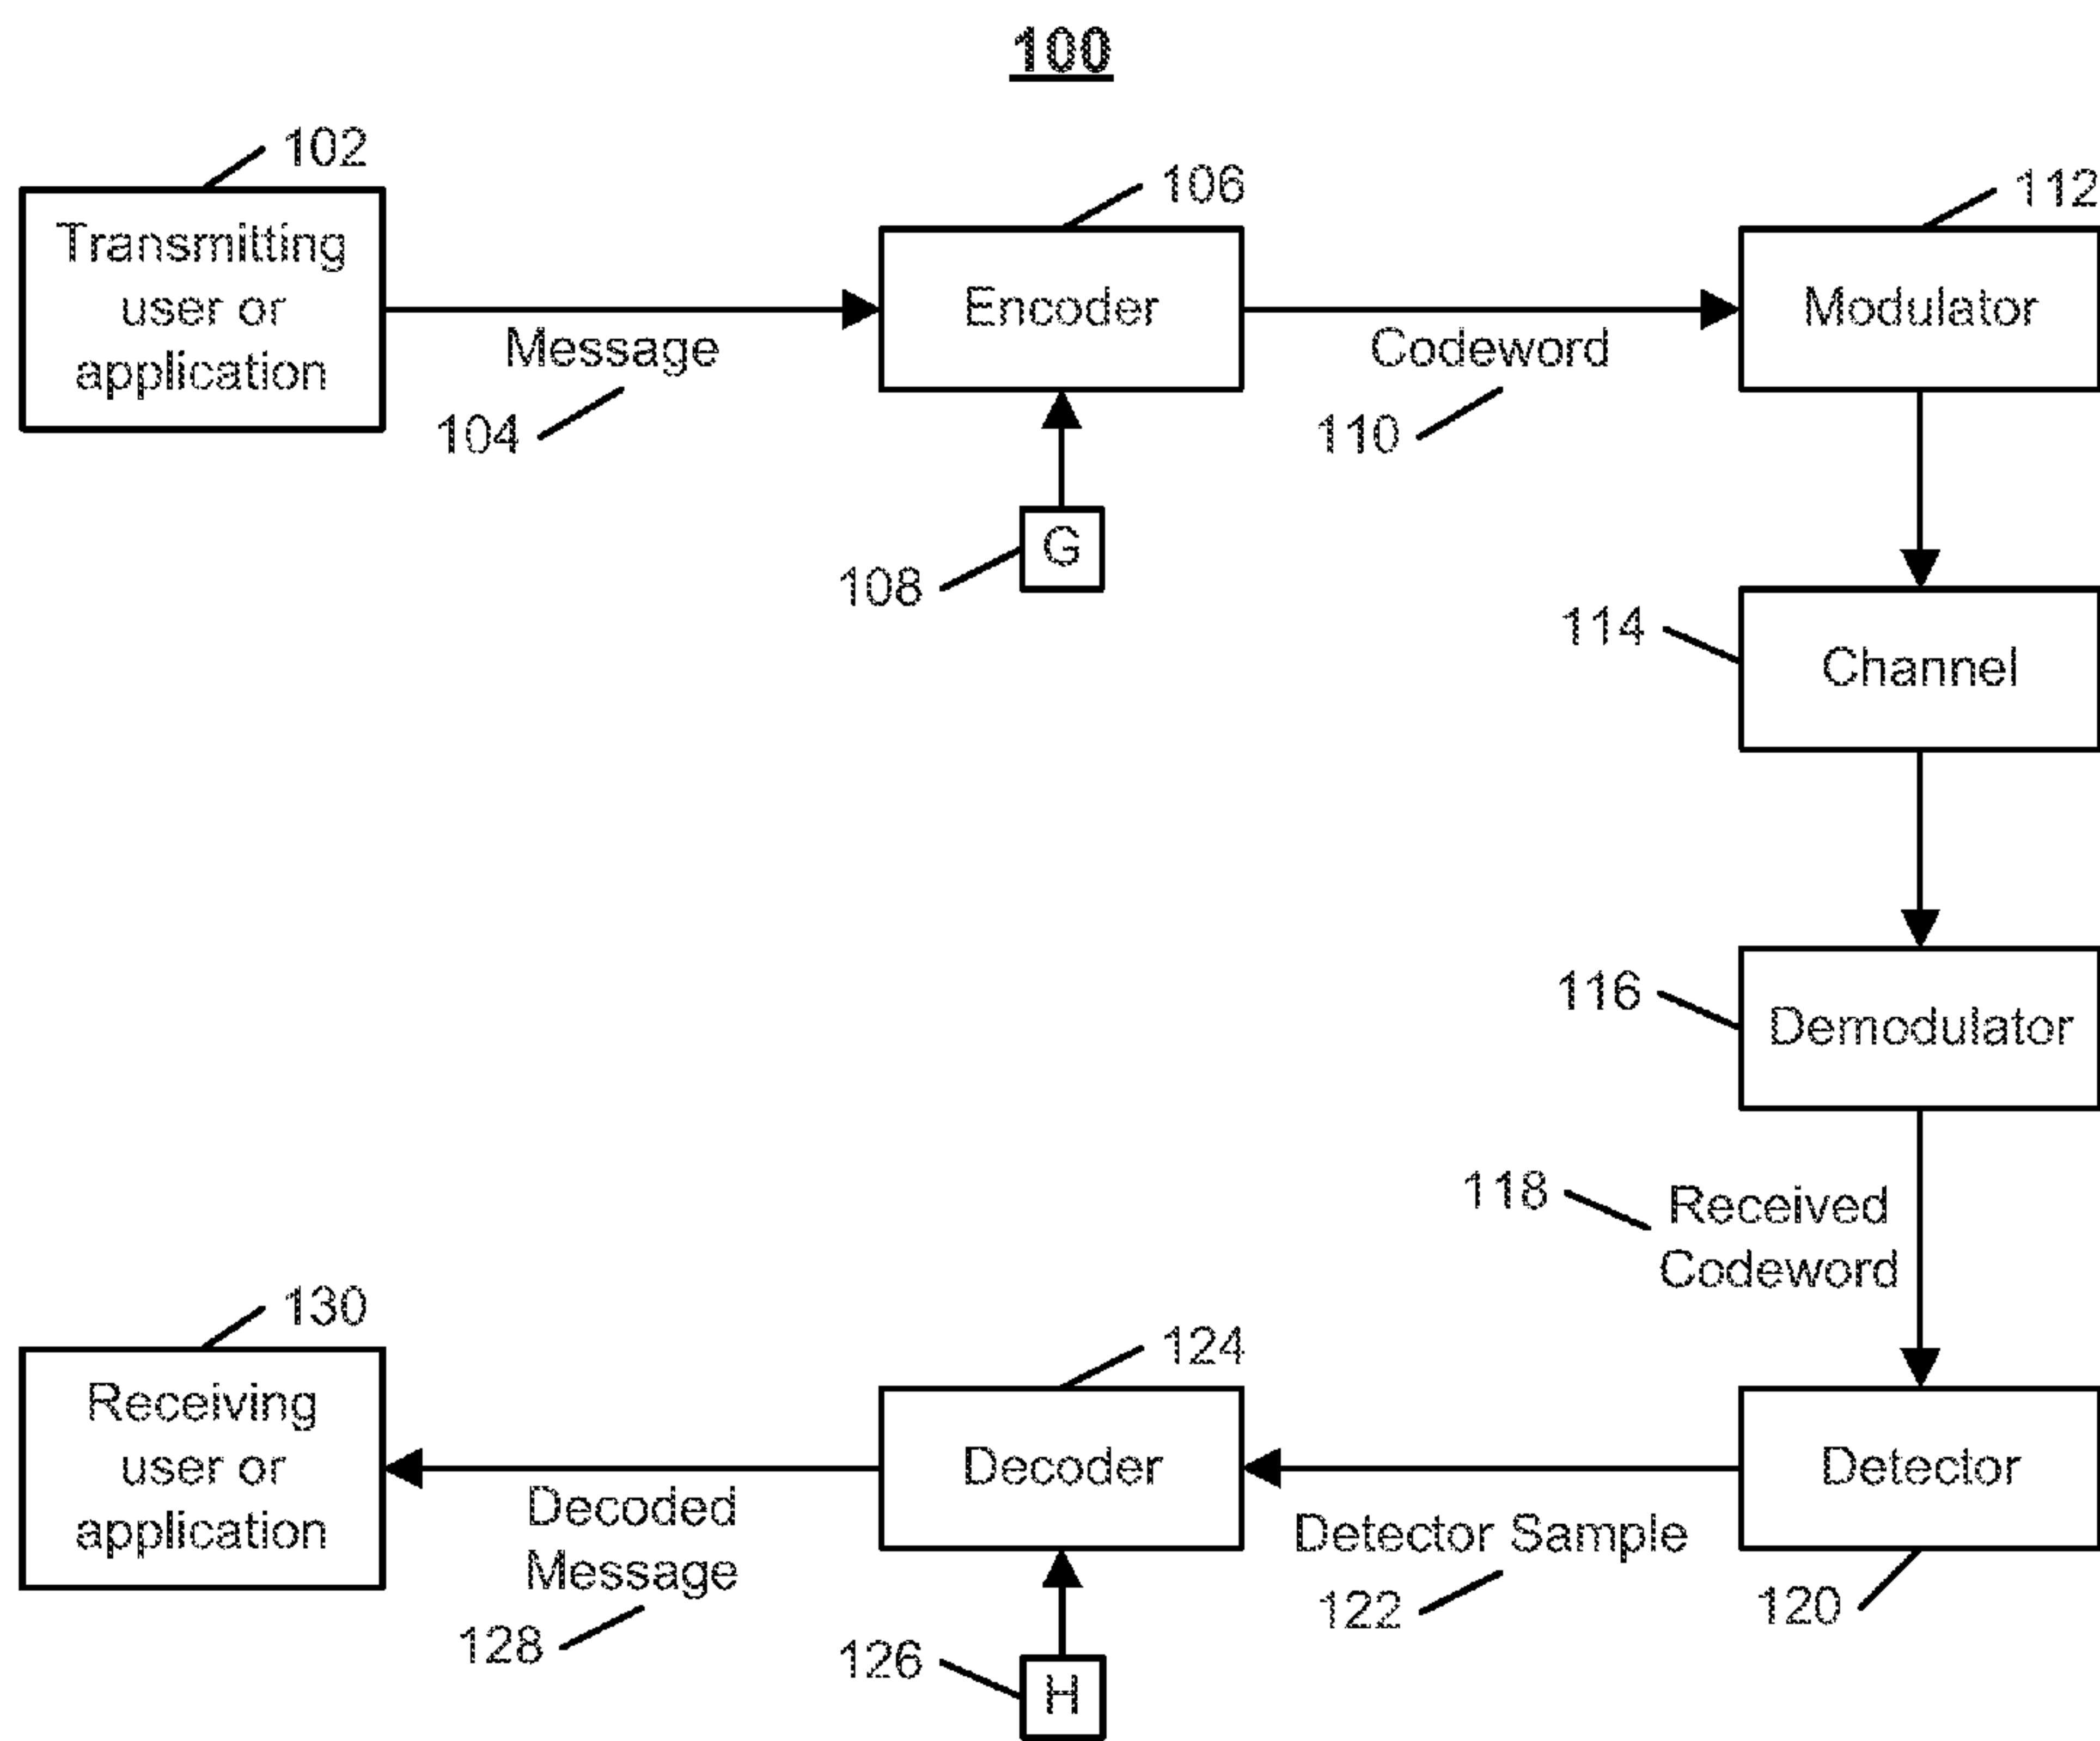 100
102
Transmitting
user or
application
Message
104
106
Encoder
G
108
Codeword
110
112
Modulator
114
Channel
116
Demodulator
118
Received
Codeword
Detector
120
Detector Sample
122
124
Decoder
H
126
Decoded
Message
128
130
Receiving
user or
application